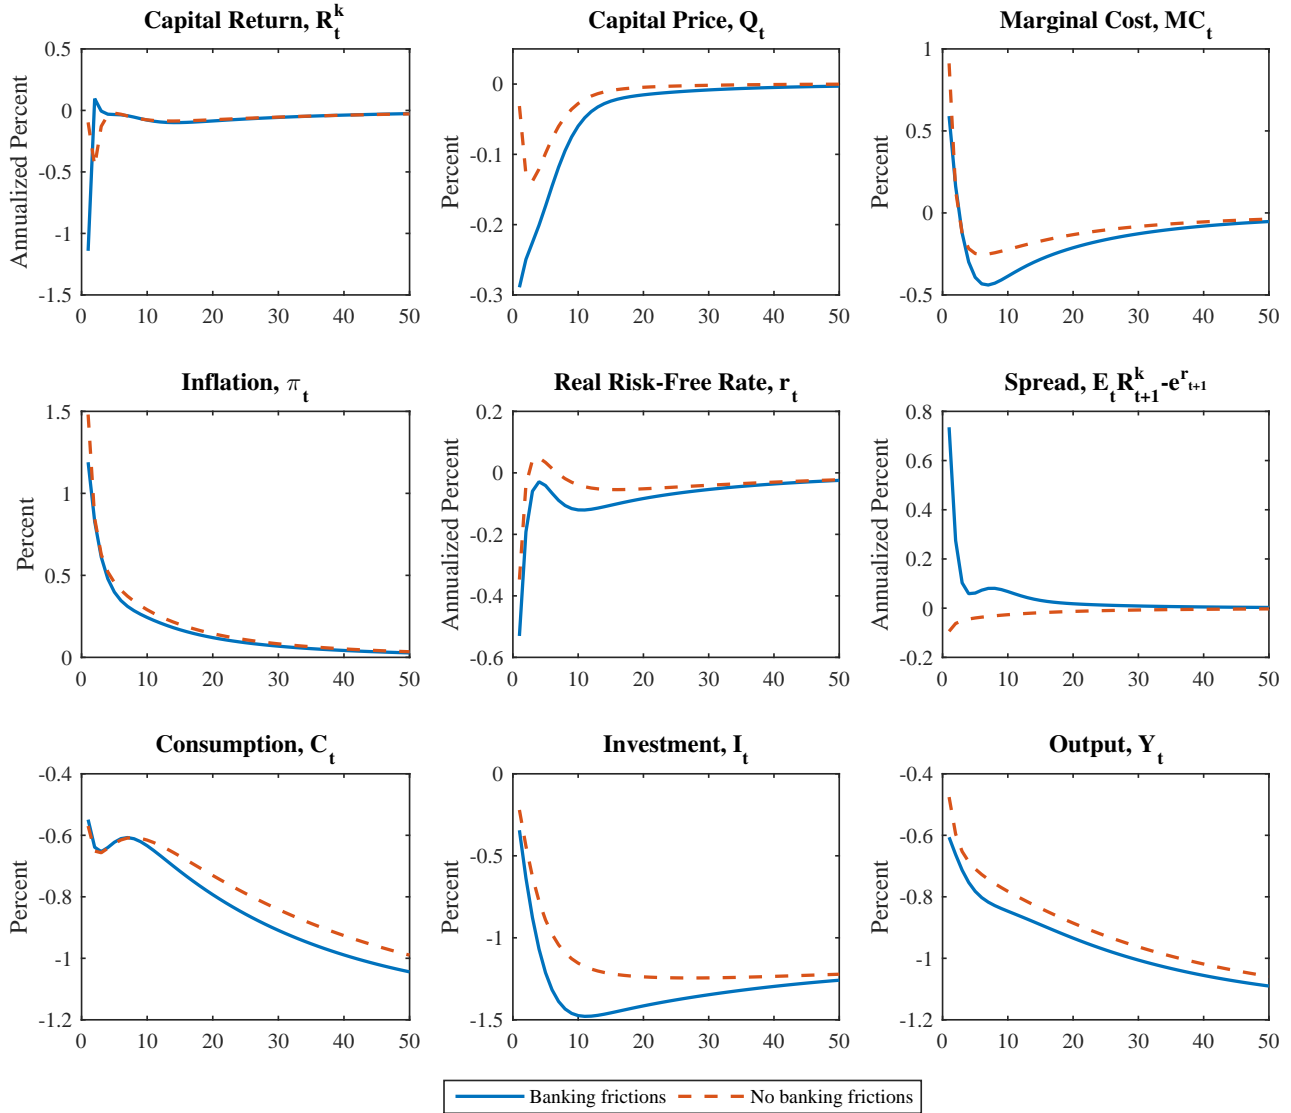 Capital Return, R_t^k
Annualized Percent
0.5
0
-0.5
-1
-1.5
0 10 20 30 40 50
Capital Price, Q_t
Percent
0
-0.1
-0.2
-0.3
0 10 20 30 40 50
Marginal Cost, MC_t
1
0.5
0
-0.5
0 10 20 30 40 50
Inflation, π_t
Percent
1.5
1
0.5
0
0 10 20 30 40 50
Real Risk-Free Rate, r_t
Annualized Percent
0.2
0
-0.2
-0.4
-0.6
0 10 20 30 40 50
Spread, E_t R_{t+1}^k-e^{r_{t+1}}
Annualized Percent
0.8
0.6
0.4
0.2
0
-0.2
0 10 20 30 40 50
Consumption, C_t
Percent
-0.4
-0.6
-0.8
-1
-1.2
0 10 20 30 40 50
Investment, I_t
Percent
0
-0.5
-1
-1.5
0 10 20 30 40 50
Output, Y_t
Percent
-0.4
-0.6
-0.8
-1
-1.2
0 10 20 30 40 50
Banking frictions No banking frictions